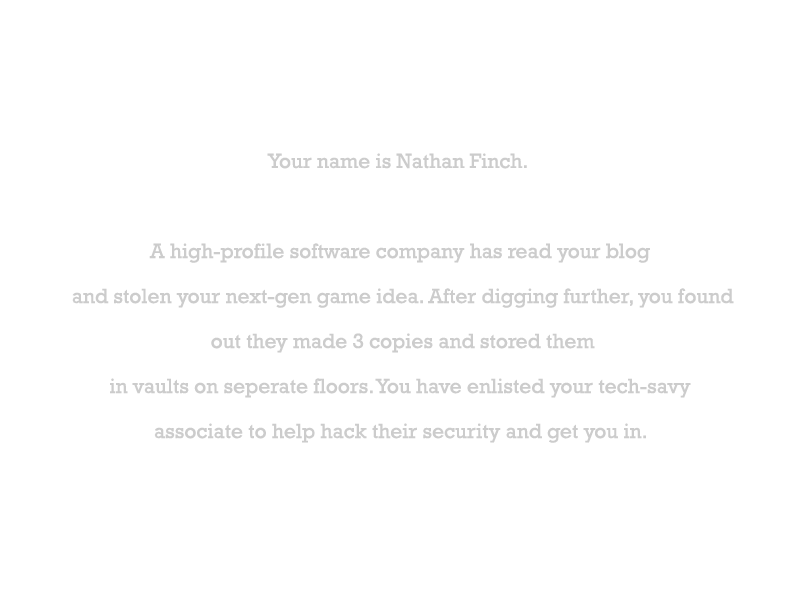 Your name is Nathan Finch.
A high-profile software company has read your blog
and stolen your next-gen game idea. After digging further, you found
out they made 3 copies and stored them
in vaults on seperate floors. You have enlisted your tech-savy
associate to help hack their security and get you in.